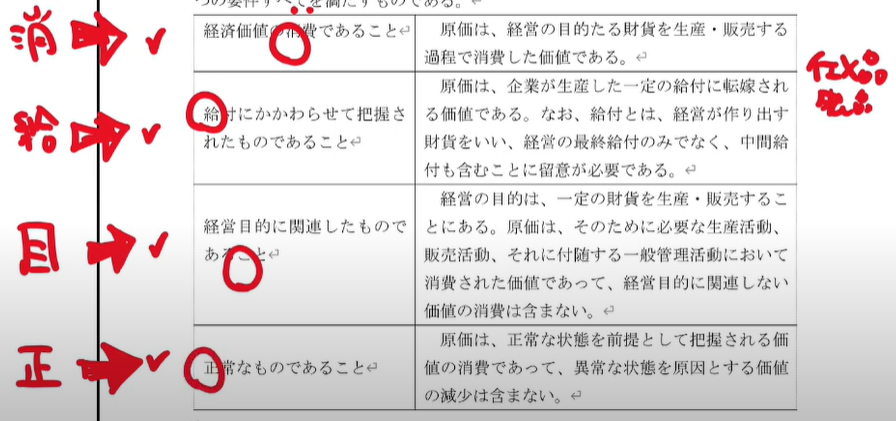 つの要件すべてを満たすものである。
消
経済価値の消費であること
原価は、経営の目的たる財貨を生産・販売する
過程で消費した価値である。
給
給付にかかわらせて把握さ
れたものであること
原価は、企業が生産した一定の給付に転嫁され
る価値である。なお、給付とは、経営が作り出す
財貨をいい、経営の最終給付のみでなく、中間給
付も含むことに留意が必要である。
目
経営目的に関連したもので
あること
経営の目的は、一定の財貨を生産・販売するこ
とにある。原価は、そのために必要な生産活動、
販売活動、それに付随する一般管理活動において
消費された価値であって、経営目的に関連しない
価値の消費は含まない。
正
正常なものであること
原価は、正常な状態を前提として把握される価
値の消費であって、異常な状態を原因とする価値
の減少は含まない。